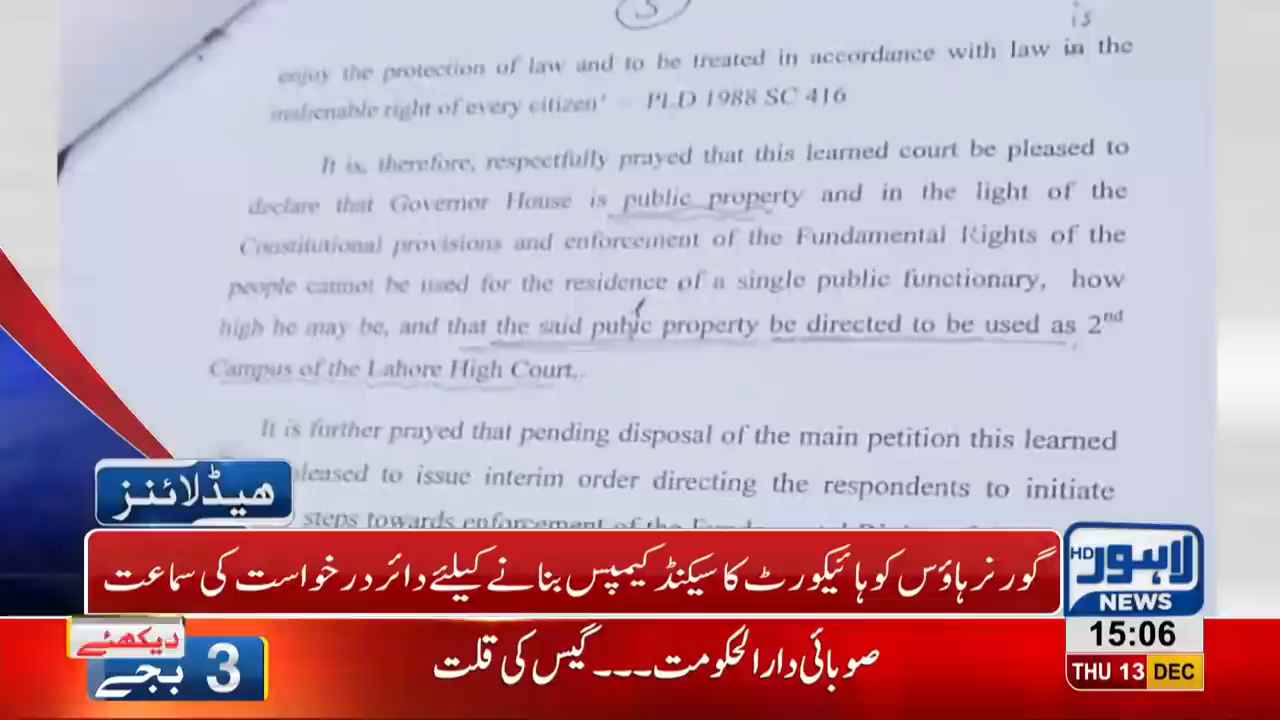 is
enjoy the protection of law and to be treated in accordance with law in the
inalienable right of every citizen' – PLD 1988 SC 416
It is, therefore, respectfully prayed that this learned court be pleased to
declare that Governor House is public property and in the light of the
Constitutional provisions and enforcement of the Fundamental Rights of the
people cannot be used for the residence of a single public functionary, how
high he may be, and that the said public property be directed to be used as 2nd
Campus of the Lahore High Court.
It is further prayed that pending disposal of the main petition this learned
pleased to issue interim order directing the respondents to initiate
steps towards enforcement of the
ہیڈلائنز
گورنر ہاؤس کو ہائیکورٹ کا سیکنڈ کیمپس بنانے کیلئے دائر درخواست کی سماعت
لاہور HD
NEWS
15:06
THU 13 DEC
دیکھئے
3 بجے
صوبائی دارالحکومت۔۔۔گیس کی قلت